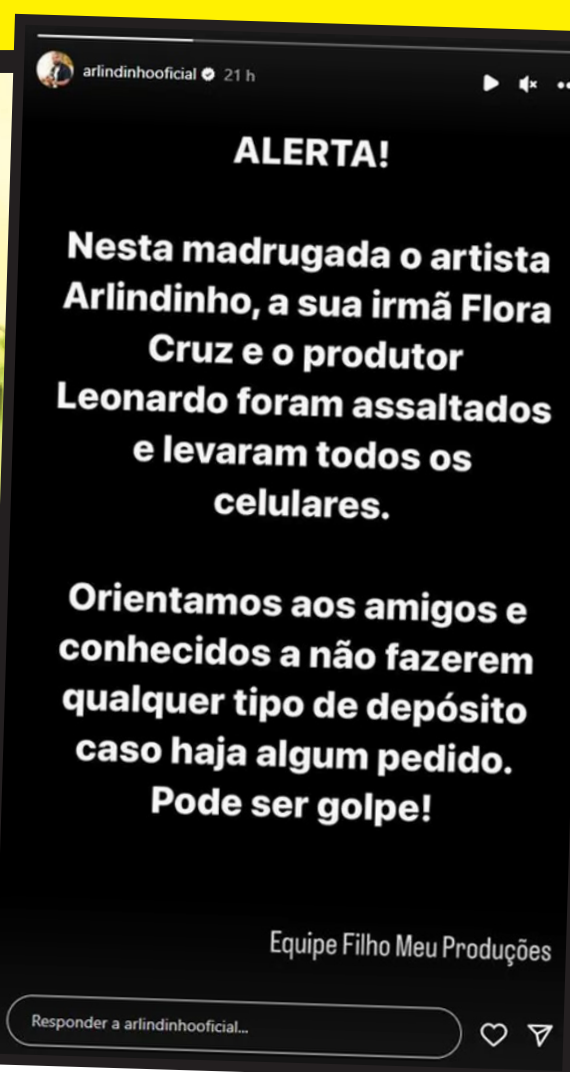 arlindinhooficial 21 h
ALERTA!
Nesta madrugada o artista
Arlindinho, a sua irmã Flora
Cruz e o produtor
Leonardo foram assaltados
e levaram todos os
celulares.
Orientamos aos amigos e
conhecidos a não fazerem
qualquer tipo de depósito
caso haja algum pedido.
Pode ser golpe!
Equipe Filho Meu Produções
Responder a arlindinhooficial...